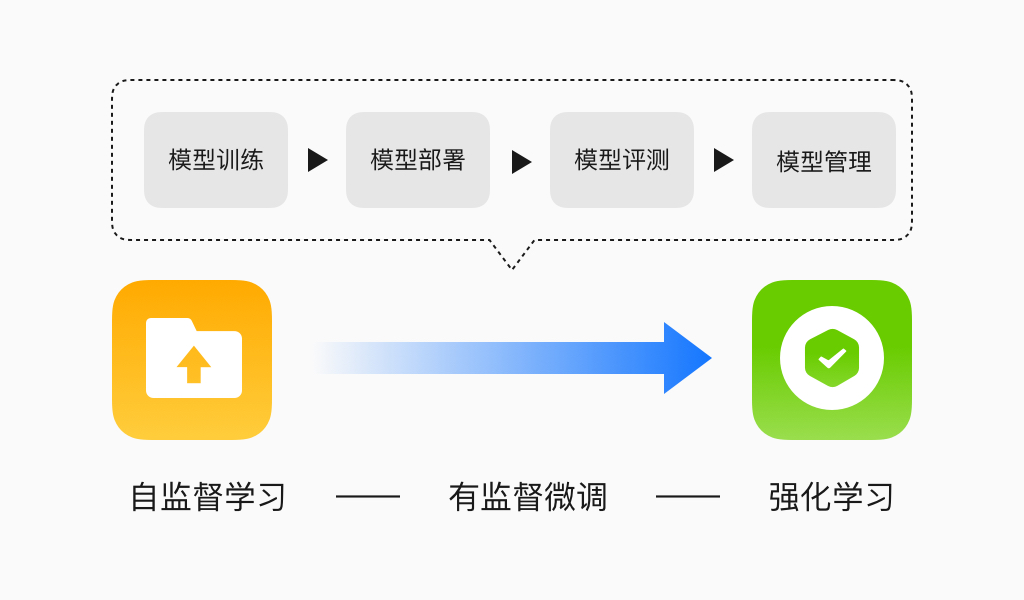 模型训练
模型部署
模型评测
模型管理
自监督学习
有监督微调
强化学习